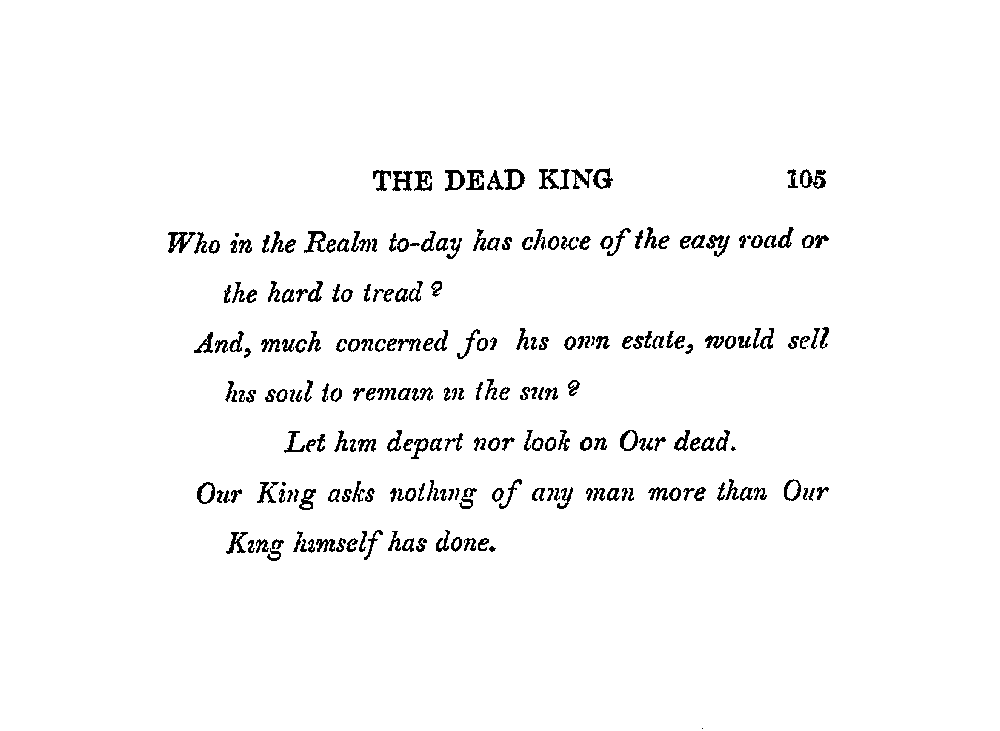 THE DEAD KING 105
Who in the Realm to-day has choice of the easy road or
the hard to tread?
And, much concerned for his own estate, would sell
his soul to remain in the sun?
Let him depart nor look on Our dead.
Our King asks nothing of any man more than Our
King himself has done.